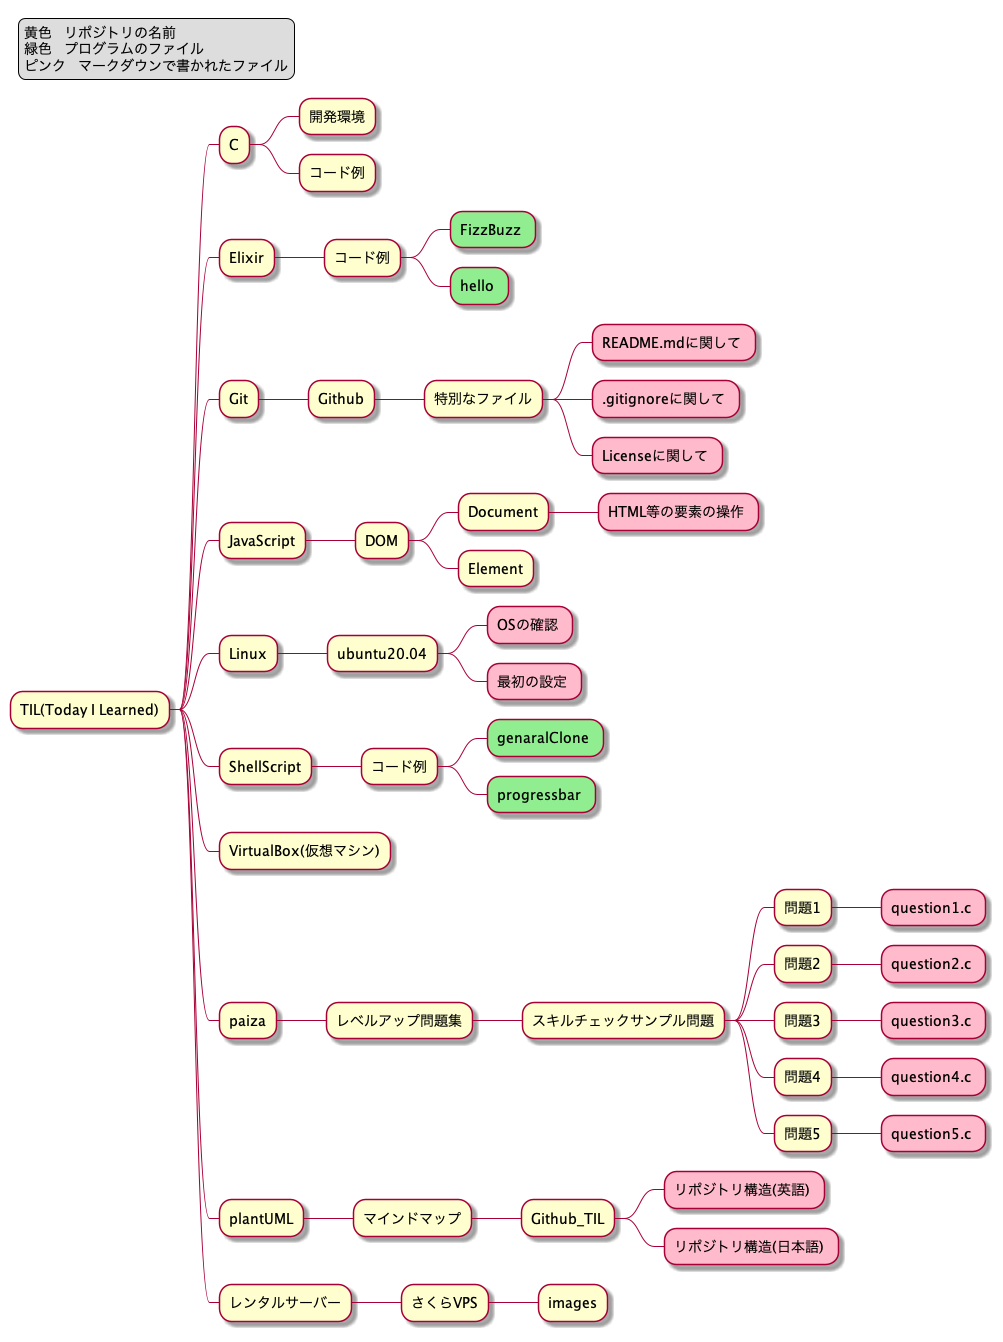 黄色　リポジトリの名前
緑色　プログラムのファイル
ピンク　マークダウンで書かれたファイル
TIL(Today I Learned)
C
開発環境
コード例
Elixir
コード例
FizzBuzz
hello
Git
Github
特別なファイル
README.mdに関して
.gitignoreに関して
Licenseに関して
JavaScript
DOM
Document
HTML等の要素の操作
Element
Linux
ubuntu20.04
OSの確認
最初の設定
ShellScript
コード例
genaralClone
progressbar
VirtualBox(仮想マシン)
paiza
レベルアップ問題集
スキルチェックサンプル問題
問題1
question1.c
問題2
question2.c
問題3
question3.c
問題4
question4.c
問題5
question5.c
plantUML
マインドマップ
Github_TIL
リポジトリ構造(英語)
リポジトリ構造(日本語)
レンタルサーバー
さくらVPS
images